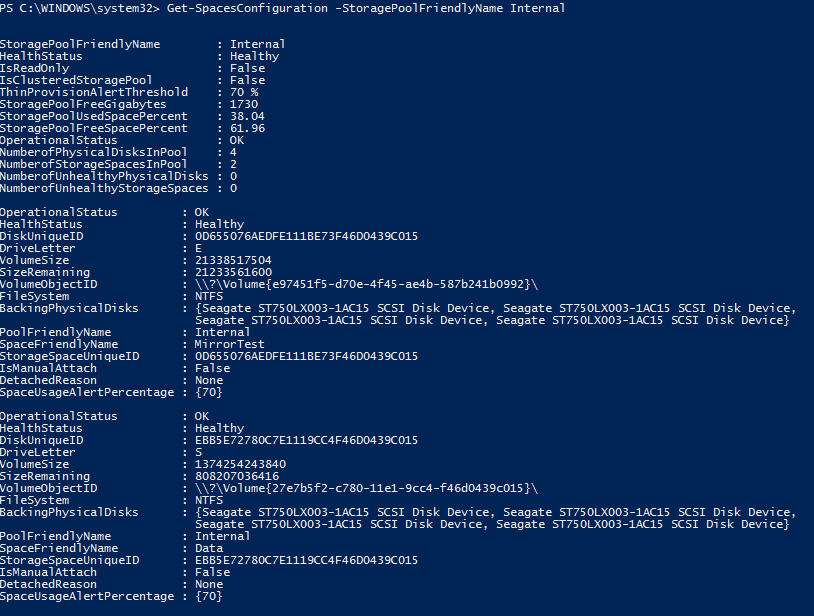 PS C:\WINDOWS\system32> Get-SpacesConfiguration -StoragePoolFriendlyName Internal
StoragePoolFriendlyName : Internal
HealthStatus : Healthy
IsReadOnly : False
IsClusteredStoragePool : False
ThinProvisionAlertThreshold : 70 %
StoragePoolFreeGigabytes : 1730
StoragePoolUsedSpacePercent : 38.04
StoragePoolFreeSpacePercent : 61.96
OperationalStatus : OK
NumberofPhysicalDisksInPool : 4
NumberofStorageSpacesInPool : 2
NumberofUnhealthyPhysicalDisks : 0
NumberofUnhealthyStorageSpaces : 0
OperationalStatus : OK
HealthStatus : Healthy
DiskUniqueID : 0D655076AEDFE111BE73F46D0439C015
DriveLetter : E
VolumeSize : 21338517504
SizeRemaining : 21233561600
VolumeObjectID : \\?\Volume{e97451f5-d70e-4f45-ae4b-587b241b0992}\
FileSystem : NTFS
BackingPhysicalDisks : {Seagate ST750LX003-1AC15 SCSI Disk Device, Seagate ST750LX003-1AC15 SCSI Disk Device,
Seagate ST750LX003-1AC15 SCSI Disk Device, Seagate ST750LX003-1AC15 SCSI Disk Device}
PoolFriendlyName : Internal
SpaceFriendlyName : MirrorTest
StorageSpaceUniqueID : 0D655076AEDFE111BE73F46D0439C015
IsManualAttach : False
DetachedReason : None
SpaceUsageAlertPercentage : {70}
OperationalStatus : OK
HealthStatus : Healthy
DiskUniqueID : EBB5E72780C7E1119CC4F46D0439C015
DriveLetter : S
VolumeSize : 1374254243840
SizeRemaining : 808207036416
VolumeObjectID : \\?\Volume{27e7b5f2-c780-11e1-9cc4-f46d0439c015}\
FileSystem : NTFS
BackingPhysicalDisks : {Seagate ST750LX003-1AC15 SCSI Disk Device, Seagate ST750LX003-1AC15 SCSI Disk Device,
Seagate ST750LX003-1AC15 SCSI Disk Device, Seagate ST750LX003-1AC15 SCSI Disk Device}
PoolFriendlyName : Internal
SpaceFriendlyName : Data
StorageSpaceUniqueID : EBB5E72780C7E1119CC4F46D0439C015
IsManualAttach : False
DetachedReason : None
SpaceUsageAlertPercentage : {70}